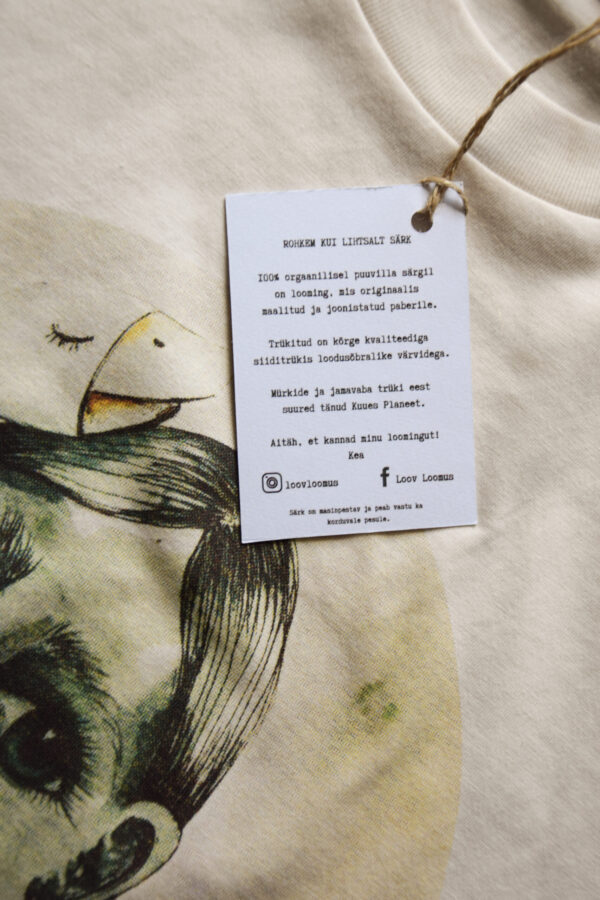 ROHKEM KUI LIHTSALT SÄRK
100% orgaanilisel puuvilla särgil
on looming, mis originaalis
maalitud ja joonistatud paberile.
Trükitud on kõrge kvaliteediga
siiditrükis loodusõbralike värvidega.
Mürkide ja jamavaba trüki eest
suured tänud Kuues Planeet.
Aitäh, et kannad minu loomingut!
Kea
loovloomus
f Loov Loomus
Särk on masinpestav ja peab vastu ka
korduvale pesule.